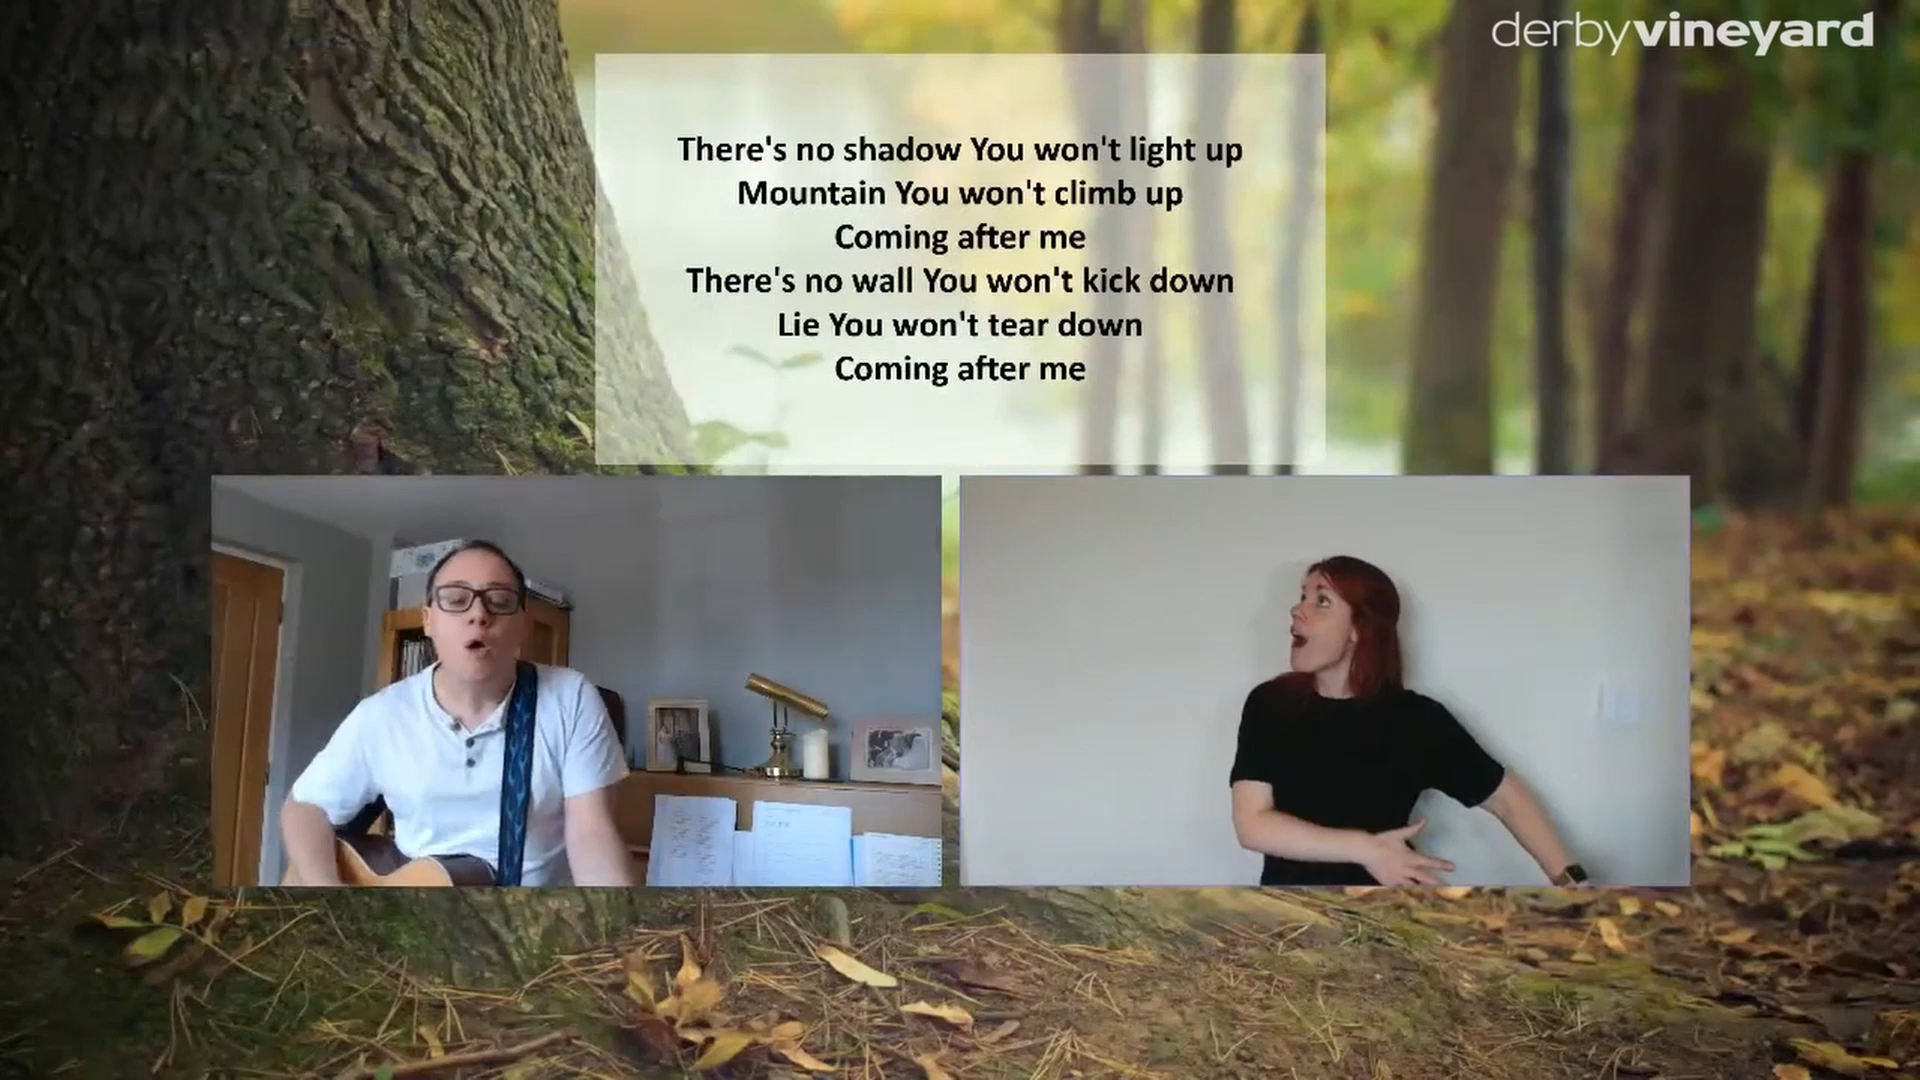 derbyvineyard
There's no shadow You won't light up
Mountain You won't climb up
Coming after me
There's no wall You won't kick down
Lie You won't tear down
Coming after me